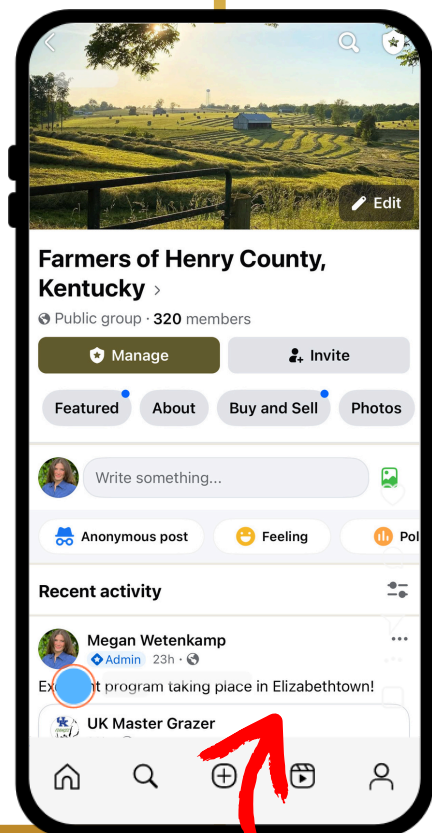 Edit
Farmers of Henry County,
Kentucky
Public group · 320 members
Manage
Invite
Featured
About
Buy and Sell
Photos
Write something...
Anonymous post
Feeling
Pol
Recent activity
Megan Wetenkamp
Admin 23h
program taking place in Elizabethtown!
UK Master Grazer